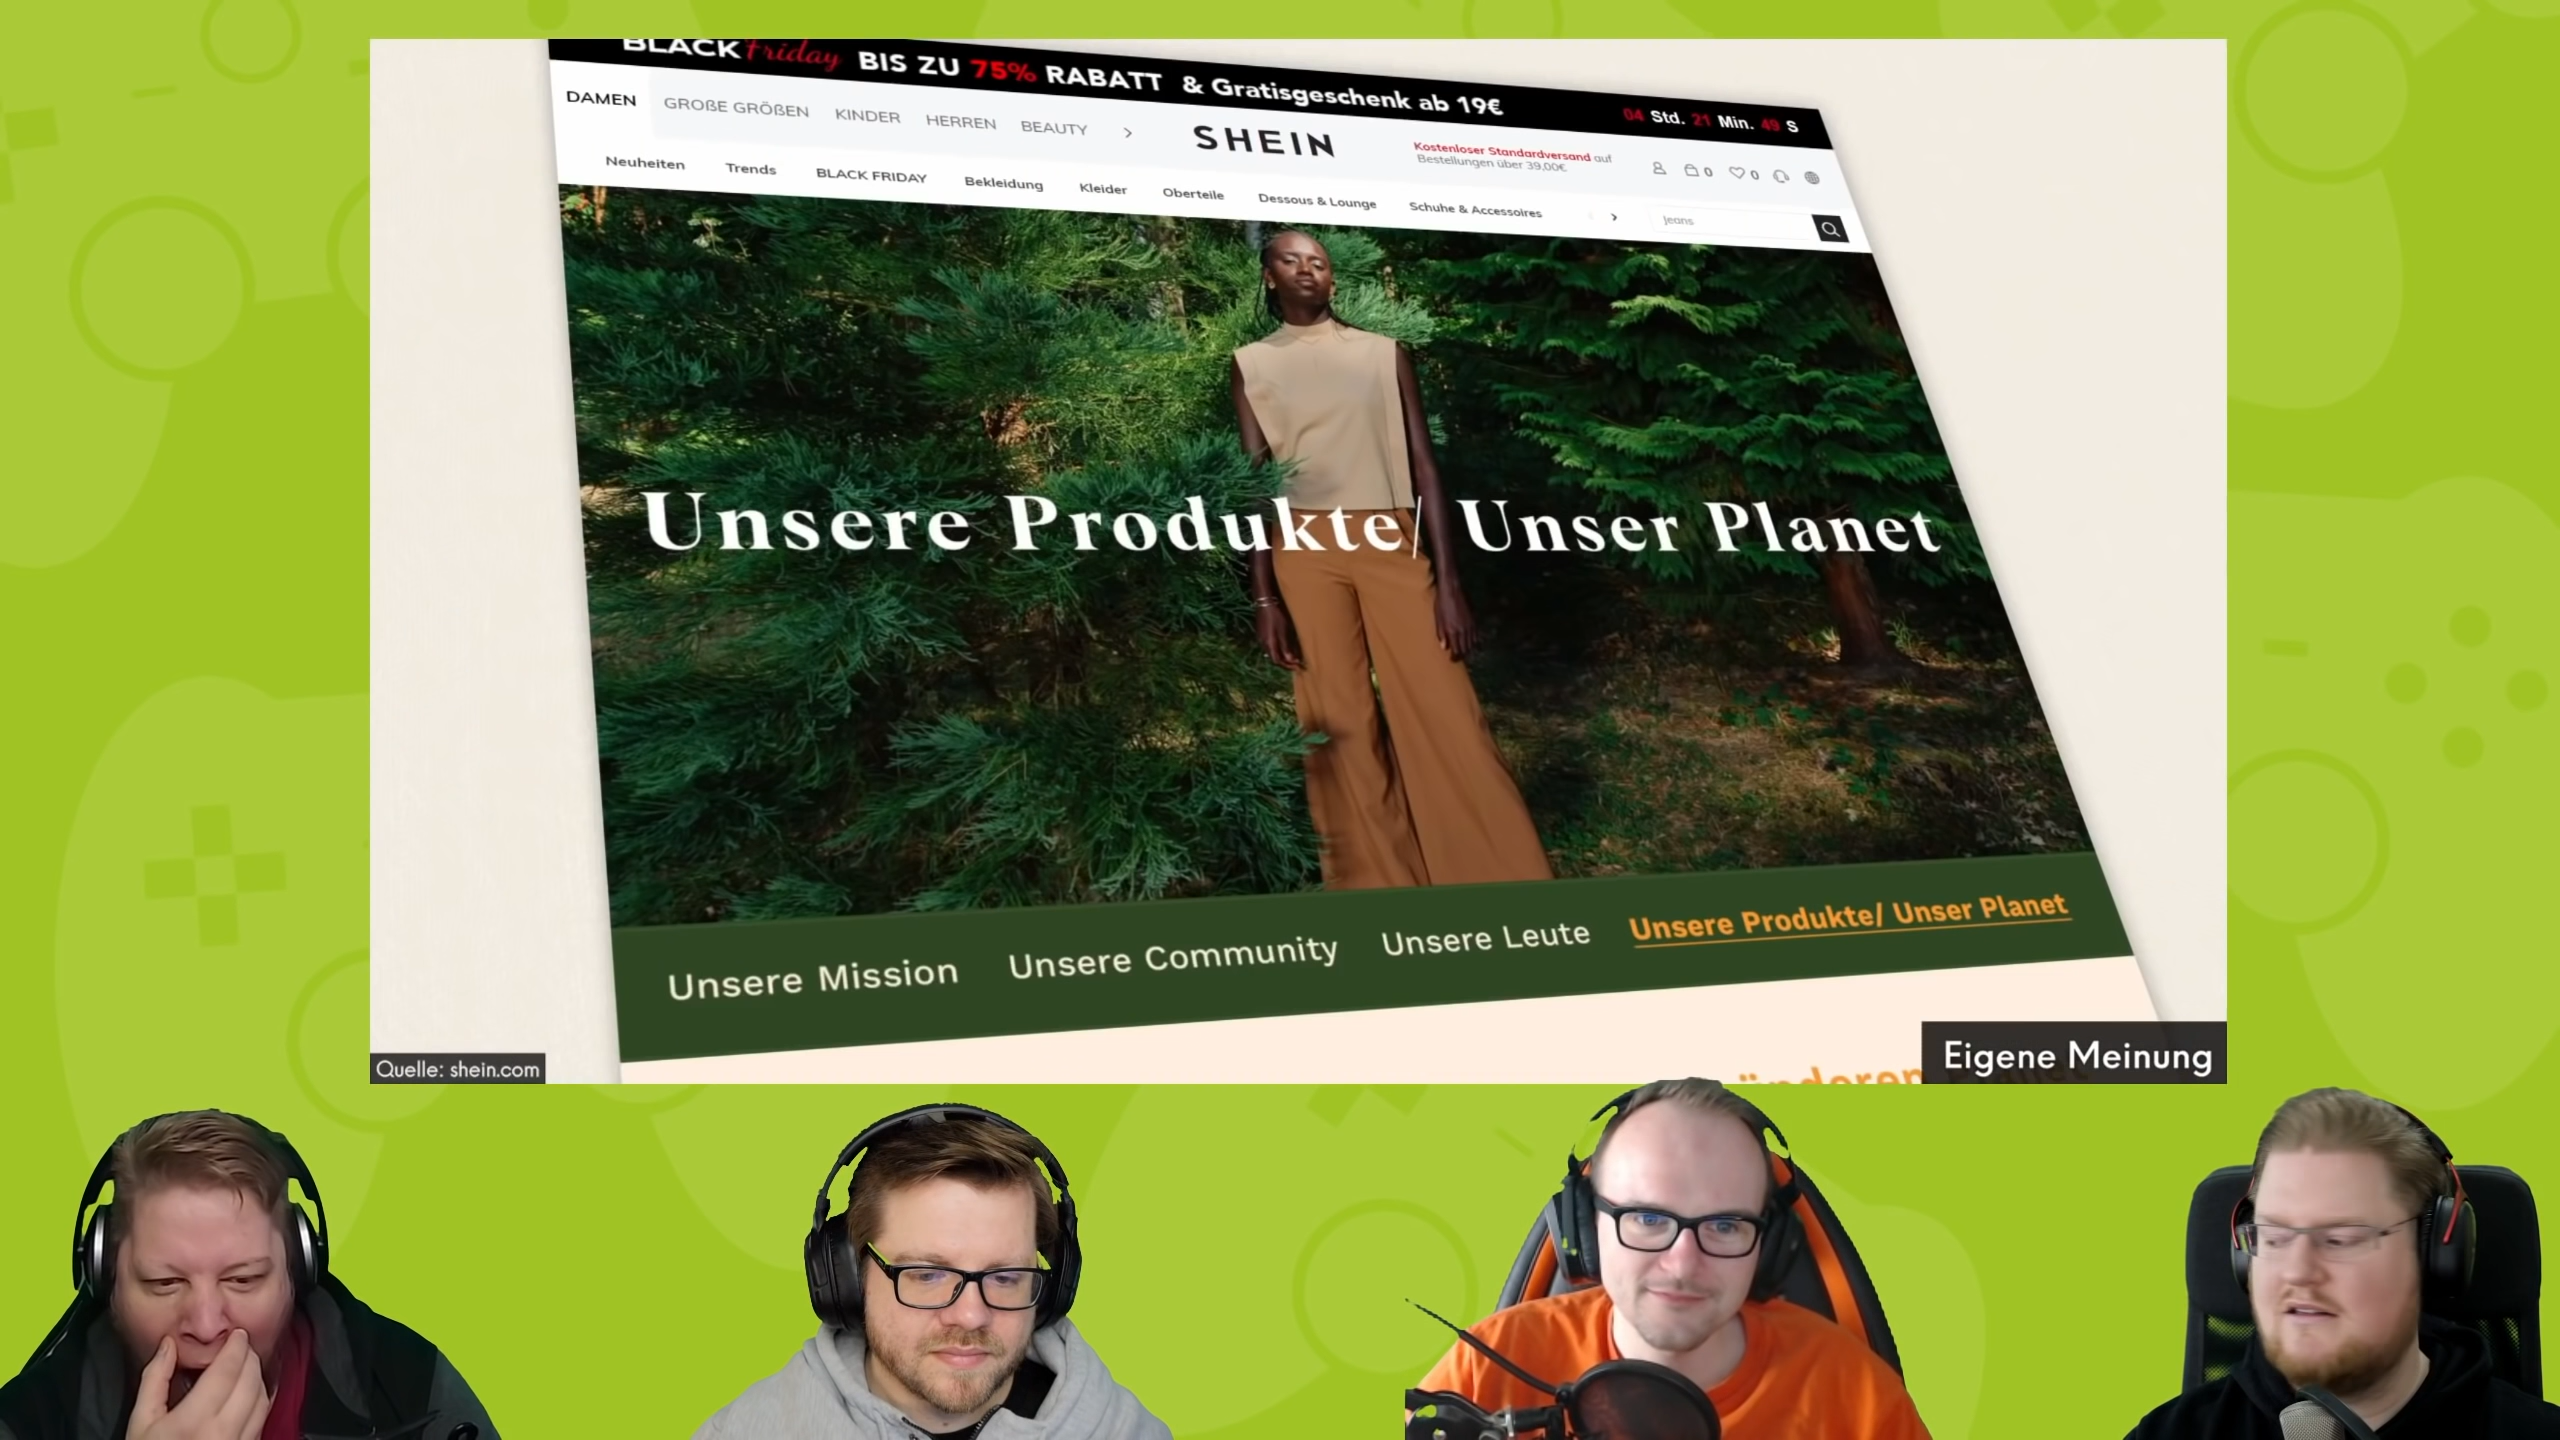 BLACK Friday BIS ZU 75% RABATT & Gratisgeschenk ab 19€
04 Std. 21 Min. 49 S
DAMEN GROßE GRÖßEN KINDER HERREN BEAUTY
SHEIN
Kostenloser Standardversand auf
Bestellungen über 39,00€
0 0
Neuheiten Trends BLACK FRIDAY Bekleidung Kleider Oberteile Dessous & Lounge Schuhe & Accessoires
Jeans
Unsere Produkte/ Unser Planet
Unsere Mission Unsere Community Unsere Leute Unsere Produkte/ Unser Planet
Quelle: shein.com
Eigene Meinung